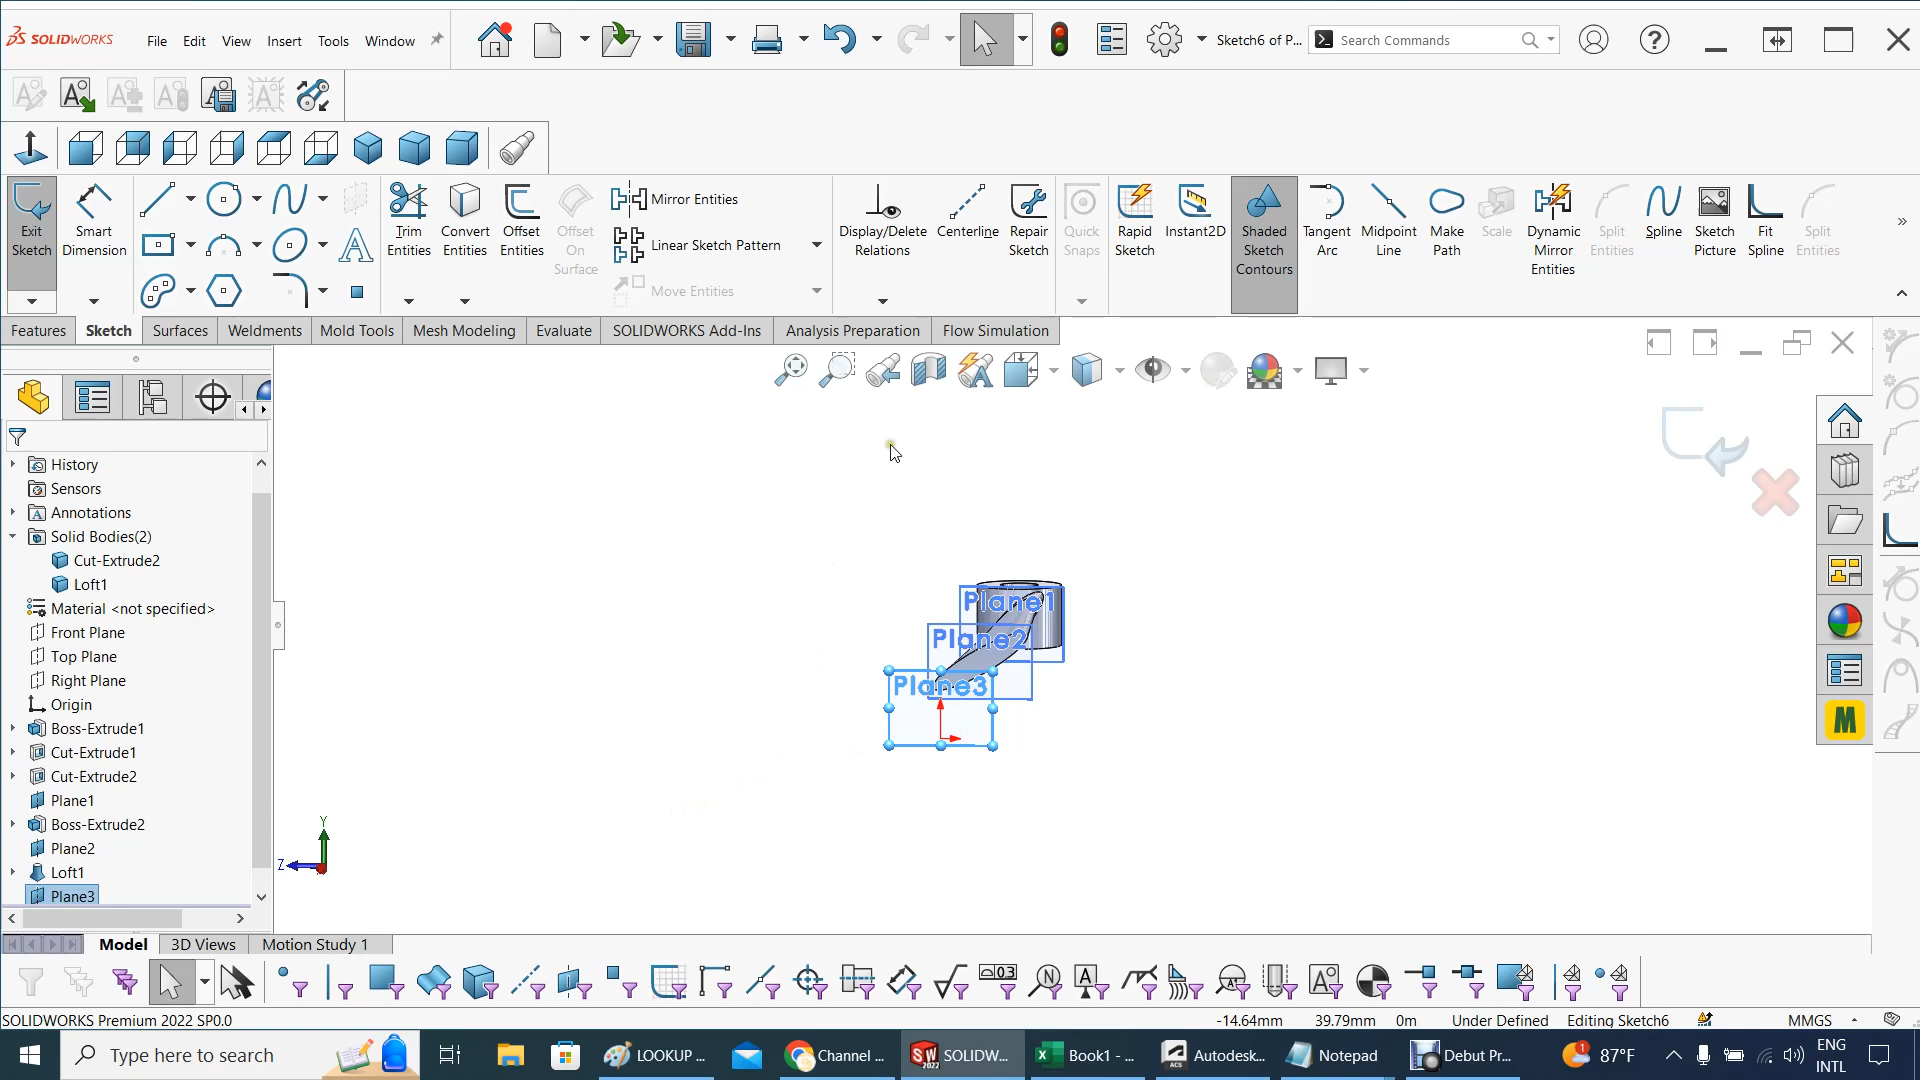 SOLIDWORKS File Edit View Insert Tools Window Sketch6 of P... Search Commands
Exit Sketch
Smart Dimension
Trim Entities
Convert Entities
Offset Entities
Offset On Surface
Mirror Entities
Linear Sketch Pattern
Move Entities
Display/Delete Relations
Centerline
Repair Sketch
Quick Snaps
Rapid Sketch
Instant2D
Shaded Sketch Contours
Tangent Arc
Midpoint Line
Make Path
Scale
Dynamic Mirror Entities
Split Entities
Spline
Sketch Picture
Fit Spline
Split Entities
Features Sketch Surfaces Weldments Mold Tools Mesh Modeling Evaluate SOLIDWORKS Add-Ins Analysis Preparation Flow Simulation
History
Sensors
Annotations
Solid Bodies(2)
Cut-Extrude2
Loft1
Material <not specified>
Front Plane
Top Plane
Right Plane
Origin
Boss-Extrude1
Cut-Extrude1
Cut-Extrude2
Plane1
Boss-Extrude2
Plane2
Loft1
Plane3
Plane1
Plane2
Plane3
Y
Z
M
Model 3D Views Motion Study 1
SOLIDWORKS Premium 2022 SP0.0 -14.64mm 39.79mm 0m Under Defined Editing Sketch6 MMGS
Type here to search LOOKUP ... Channel ... SOLIDW... Book1 - ... Autodesk... Notepad Debut Pr... 87°F ENG INTL